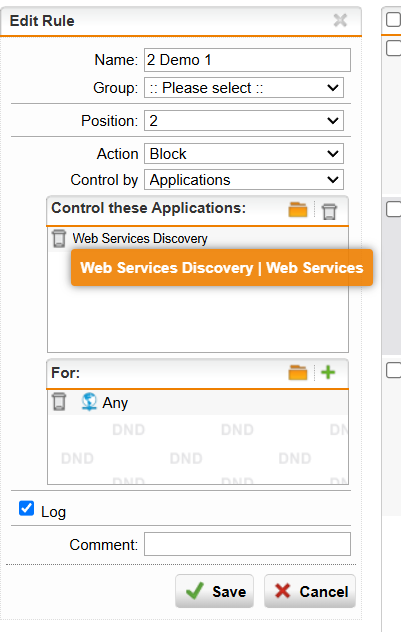 Edit Rule
Name: 2 Demo 1
Group: :: Please select ::
Position: 2
Action Block
Control by Applications
Control these Applications:
Web Services Discovery
Web Services Discovery | Web Services
For:
Any
DND DND DN
DND DND DND
DND DND DN
Log
Comment:
Save Cancel